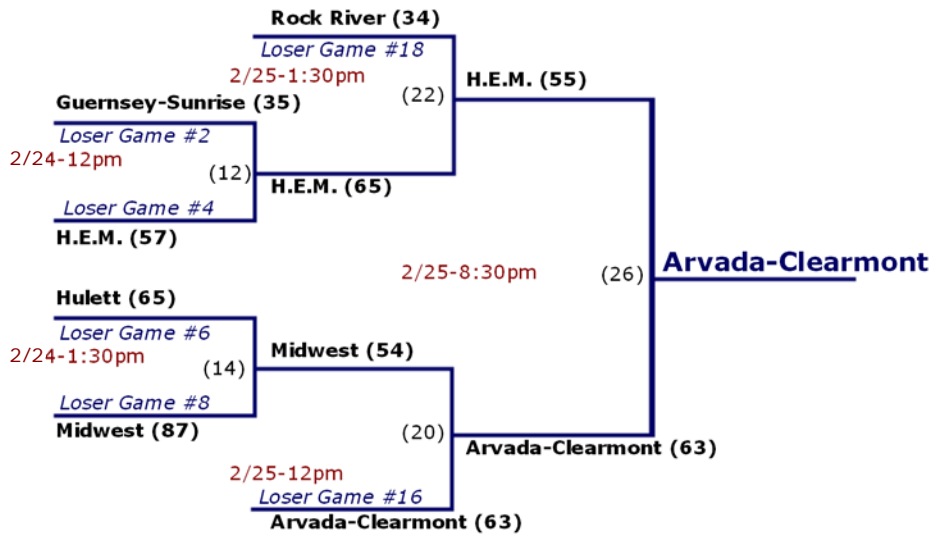 Rock River (34)
Loser Game #18
2/25-1:30pm
H.E.M. (55)
(22)
Guernsey-Sunrise (35)
Loser Game #2
2/24-12pm
(12)
H.E.M. (65)
Loser Game #4
H.E.M. (57)
2/25-8:30pm
(26)
Arvada-Clearmont
Hulett (65)
Loser Game #6
2/24-1:30pm
Midwest (54)
(14)
Loser Game #8
Midwest (87)
(20)
Arvada-Clearmont (63)
2/25-12pm
Loser Game #16
Arvada-Clearmont (63)